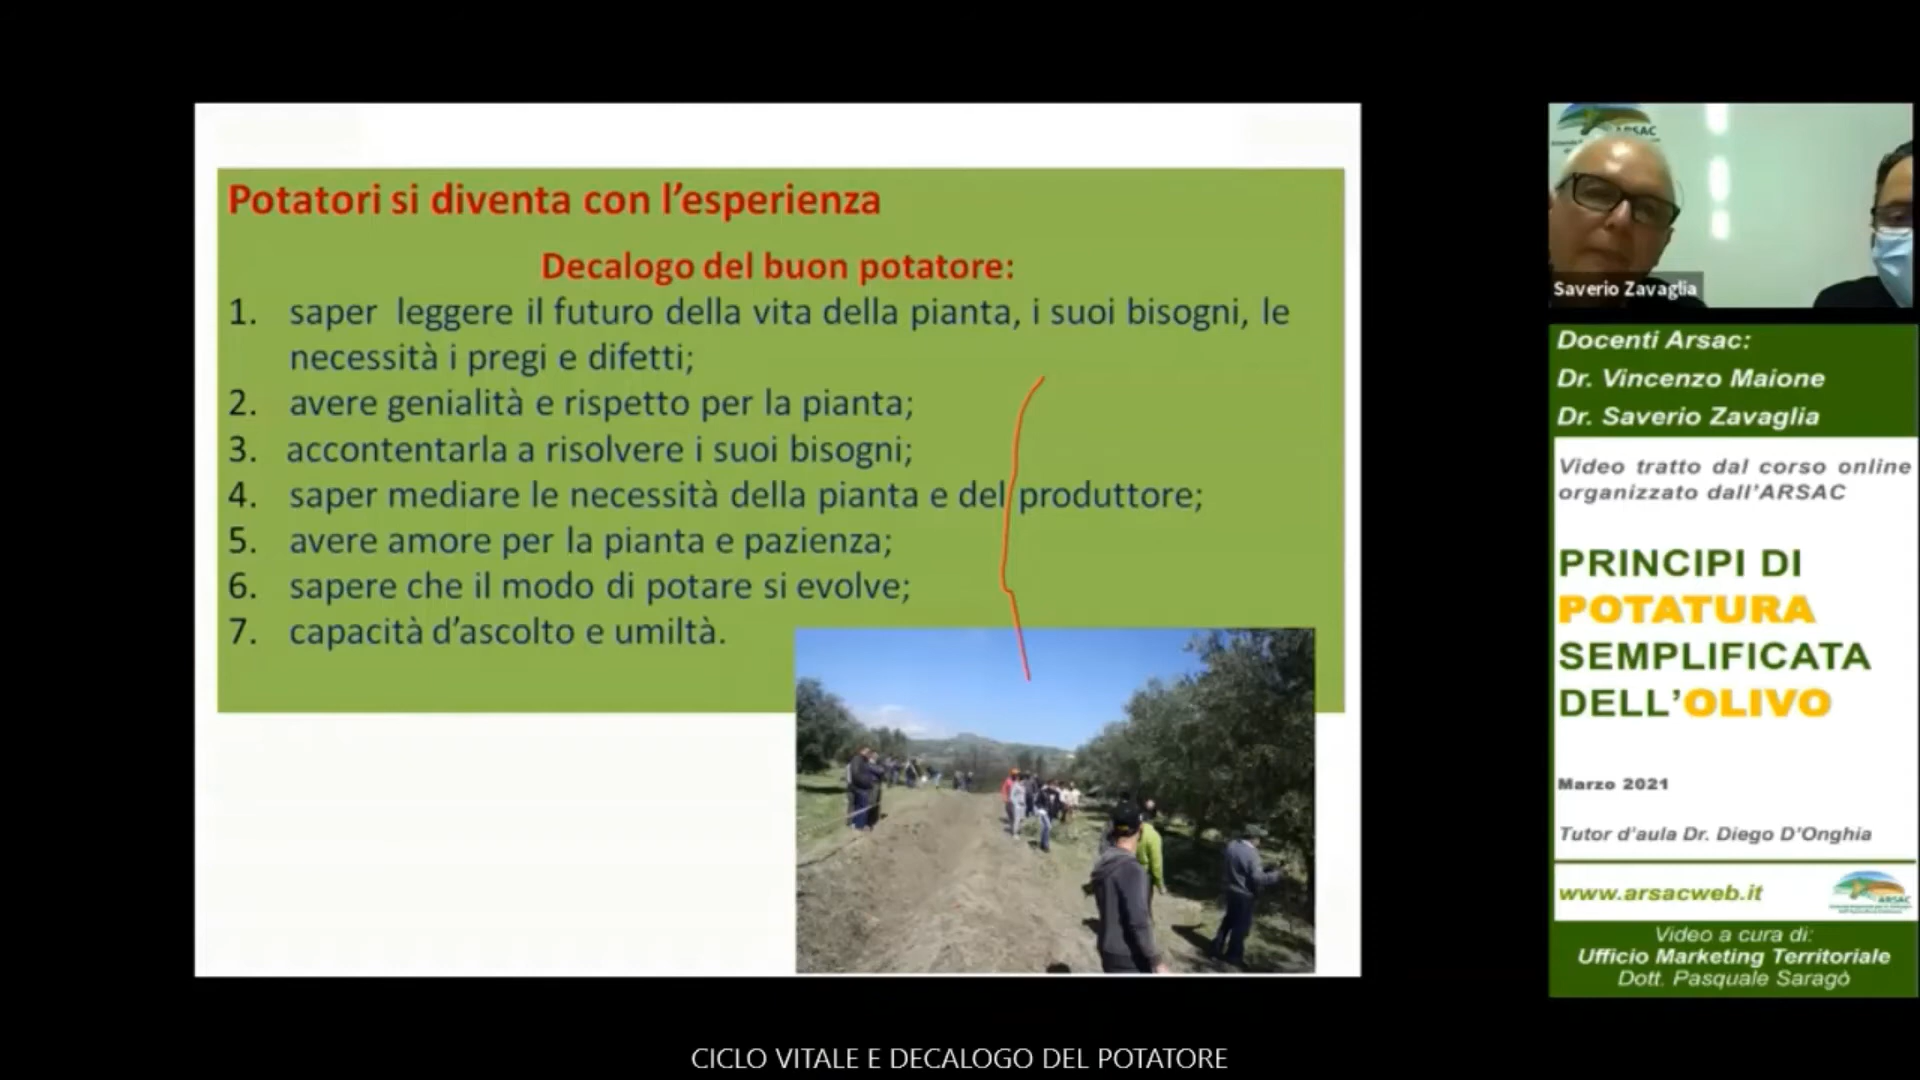 Potatori si diventa con l'esperienza
Decalogo del buon potatore:
1. saper leggere il futuro della vita della pianta, i suoi bisogni, le
necessità i pregi e difetti;
2. avere genialità e rispetto per la pianta;
3. accontentarla a risolvere i suoi bisogni;
4. saper mediare le necessità della pianta e del produttore;
5. avere amore per la pianta e pazienza;
6. sapere che il modo di potare si evolve;
7. capacità d'ascolto e umiltà.
ARSAC
Saverio Zavaglia
Docenti Arsac:
Dr. Vincenzo Maione
Dr. Saverio Zavaglia
Video tratto dal corso online
organizzato dall'ARSAC
PRINCIPI DI
POTATURA
SEMPLIFICATA
DELL'OLIVO
Marzo 2021
Tutor d'aula Dr. Diego D'Onghia
www.arsacweb.it
ARSAC
Video a cura di:
Ufficio Marketing Territoriale
Dott. Pasquale Saragò
CICLO VITALE E DECALOGO DEL POTATORE